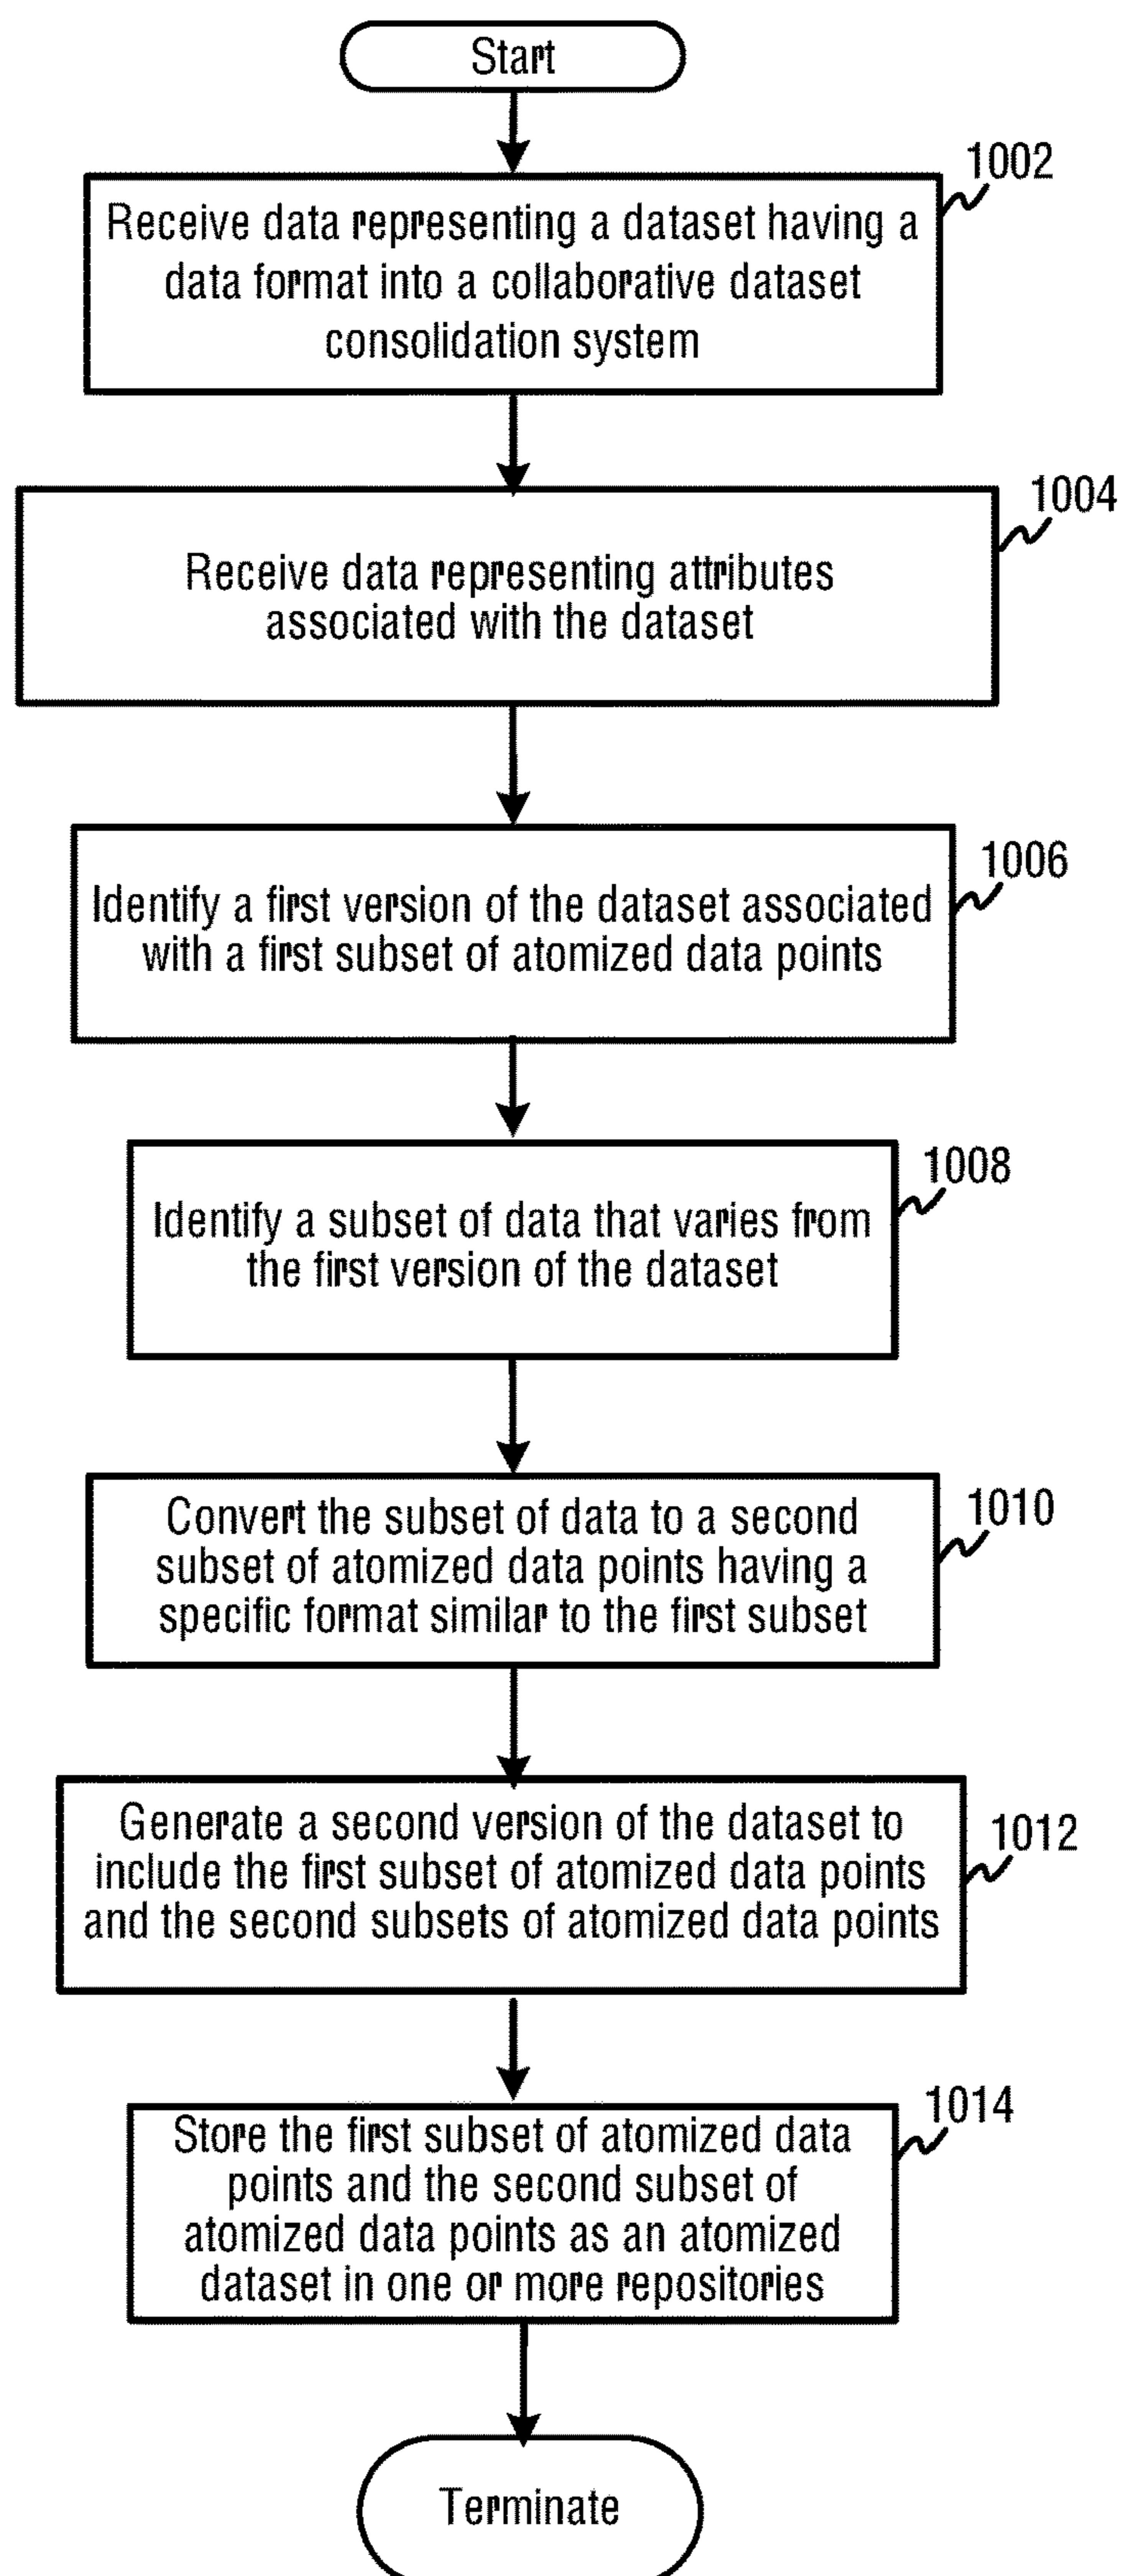 Start
1002
Receive data representing a dataset having a
data format into a collaborative dataset
consolidation system
1004
Receive data representing attributes
associated with the dataset
1006
Identify a first version of the dataset associated
with a first subset of atomized data points
1008
Identify a subset of data that varies from
the first version of the dataset
1010
Convert the subset of data to a second
subset of atomized data points having a
specific format similar to the first subset
1012
Generate a second version of the dataset to
include the first subset of atomized data points
and the second subsets of atomized data points
1014
Store the first subset of atomized data
points and the second subset of
atomized data points as an atomized
dataset in one or more repositories
Terminate